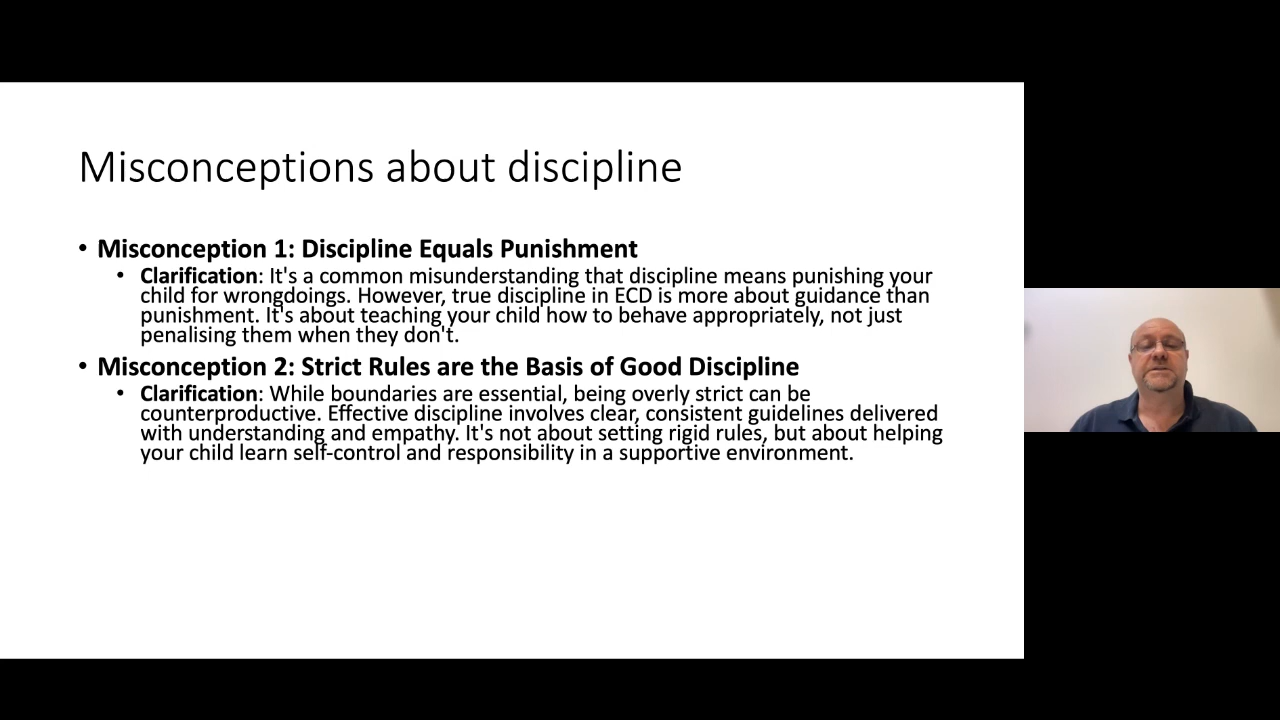 Misconceptions about discipline
• Misconception 1: Discipline Equals Punishment
• Clarification: It's a common misunderstanding that discipline means punishing your
child for wrongdoings. However, true discipline in ECD is more about guidance than
punishment. It's about teaching your child how to behave appropriately, not just
penalising them when they don't.
• Misconception 2: Strict Rules are the Basis of Good Discipline
• Clarification: While boundaries are essential, being overly strict can be
counterproductive. Effective discipline involves clear, consistent guidelines delivered
with understanding and empathy. It's not about setting rigid rules, but about helping
your child learn self-control and responsibility in a supportive environment.